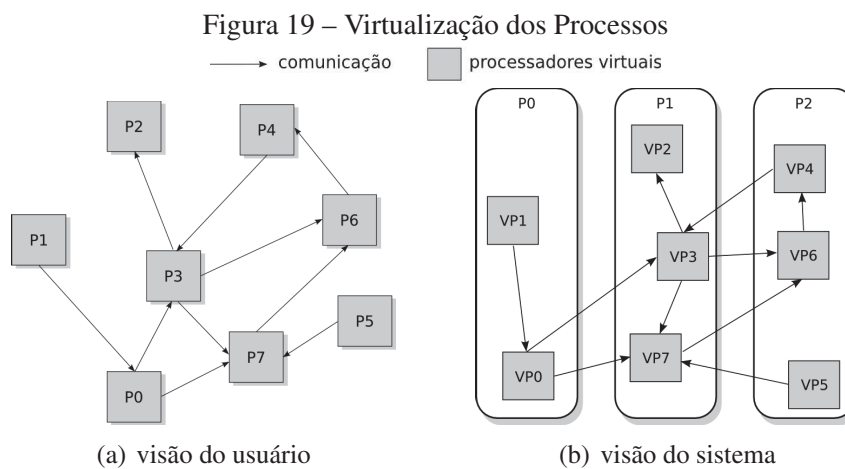 Figura 19 – Virtualização dos Processos
comunicação
processadores virtuais
P2
P4
P1
P6
P3
P5
P7
P0
P0
P1
P2
VP2
VP4
VP1
VP3
VP6
VP7
VP0
VP5
(a) visão do usuário
(b) visão do sistema